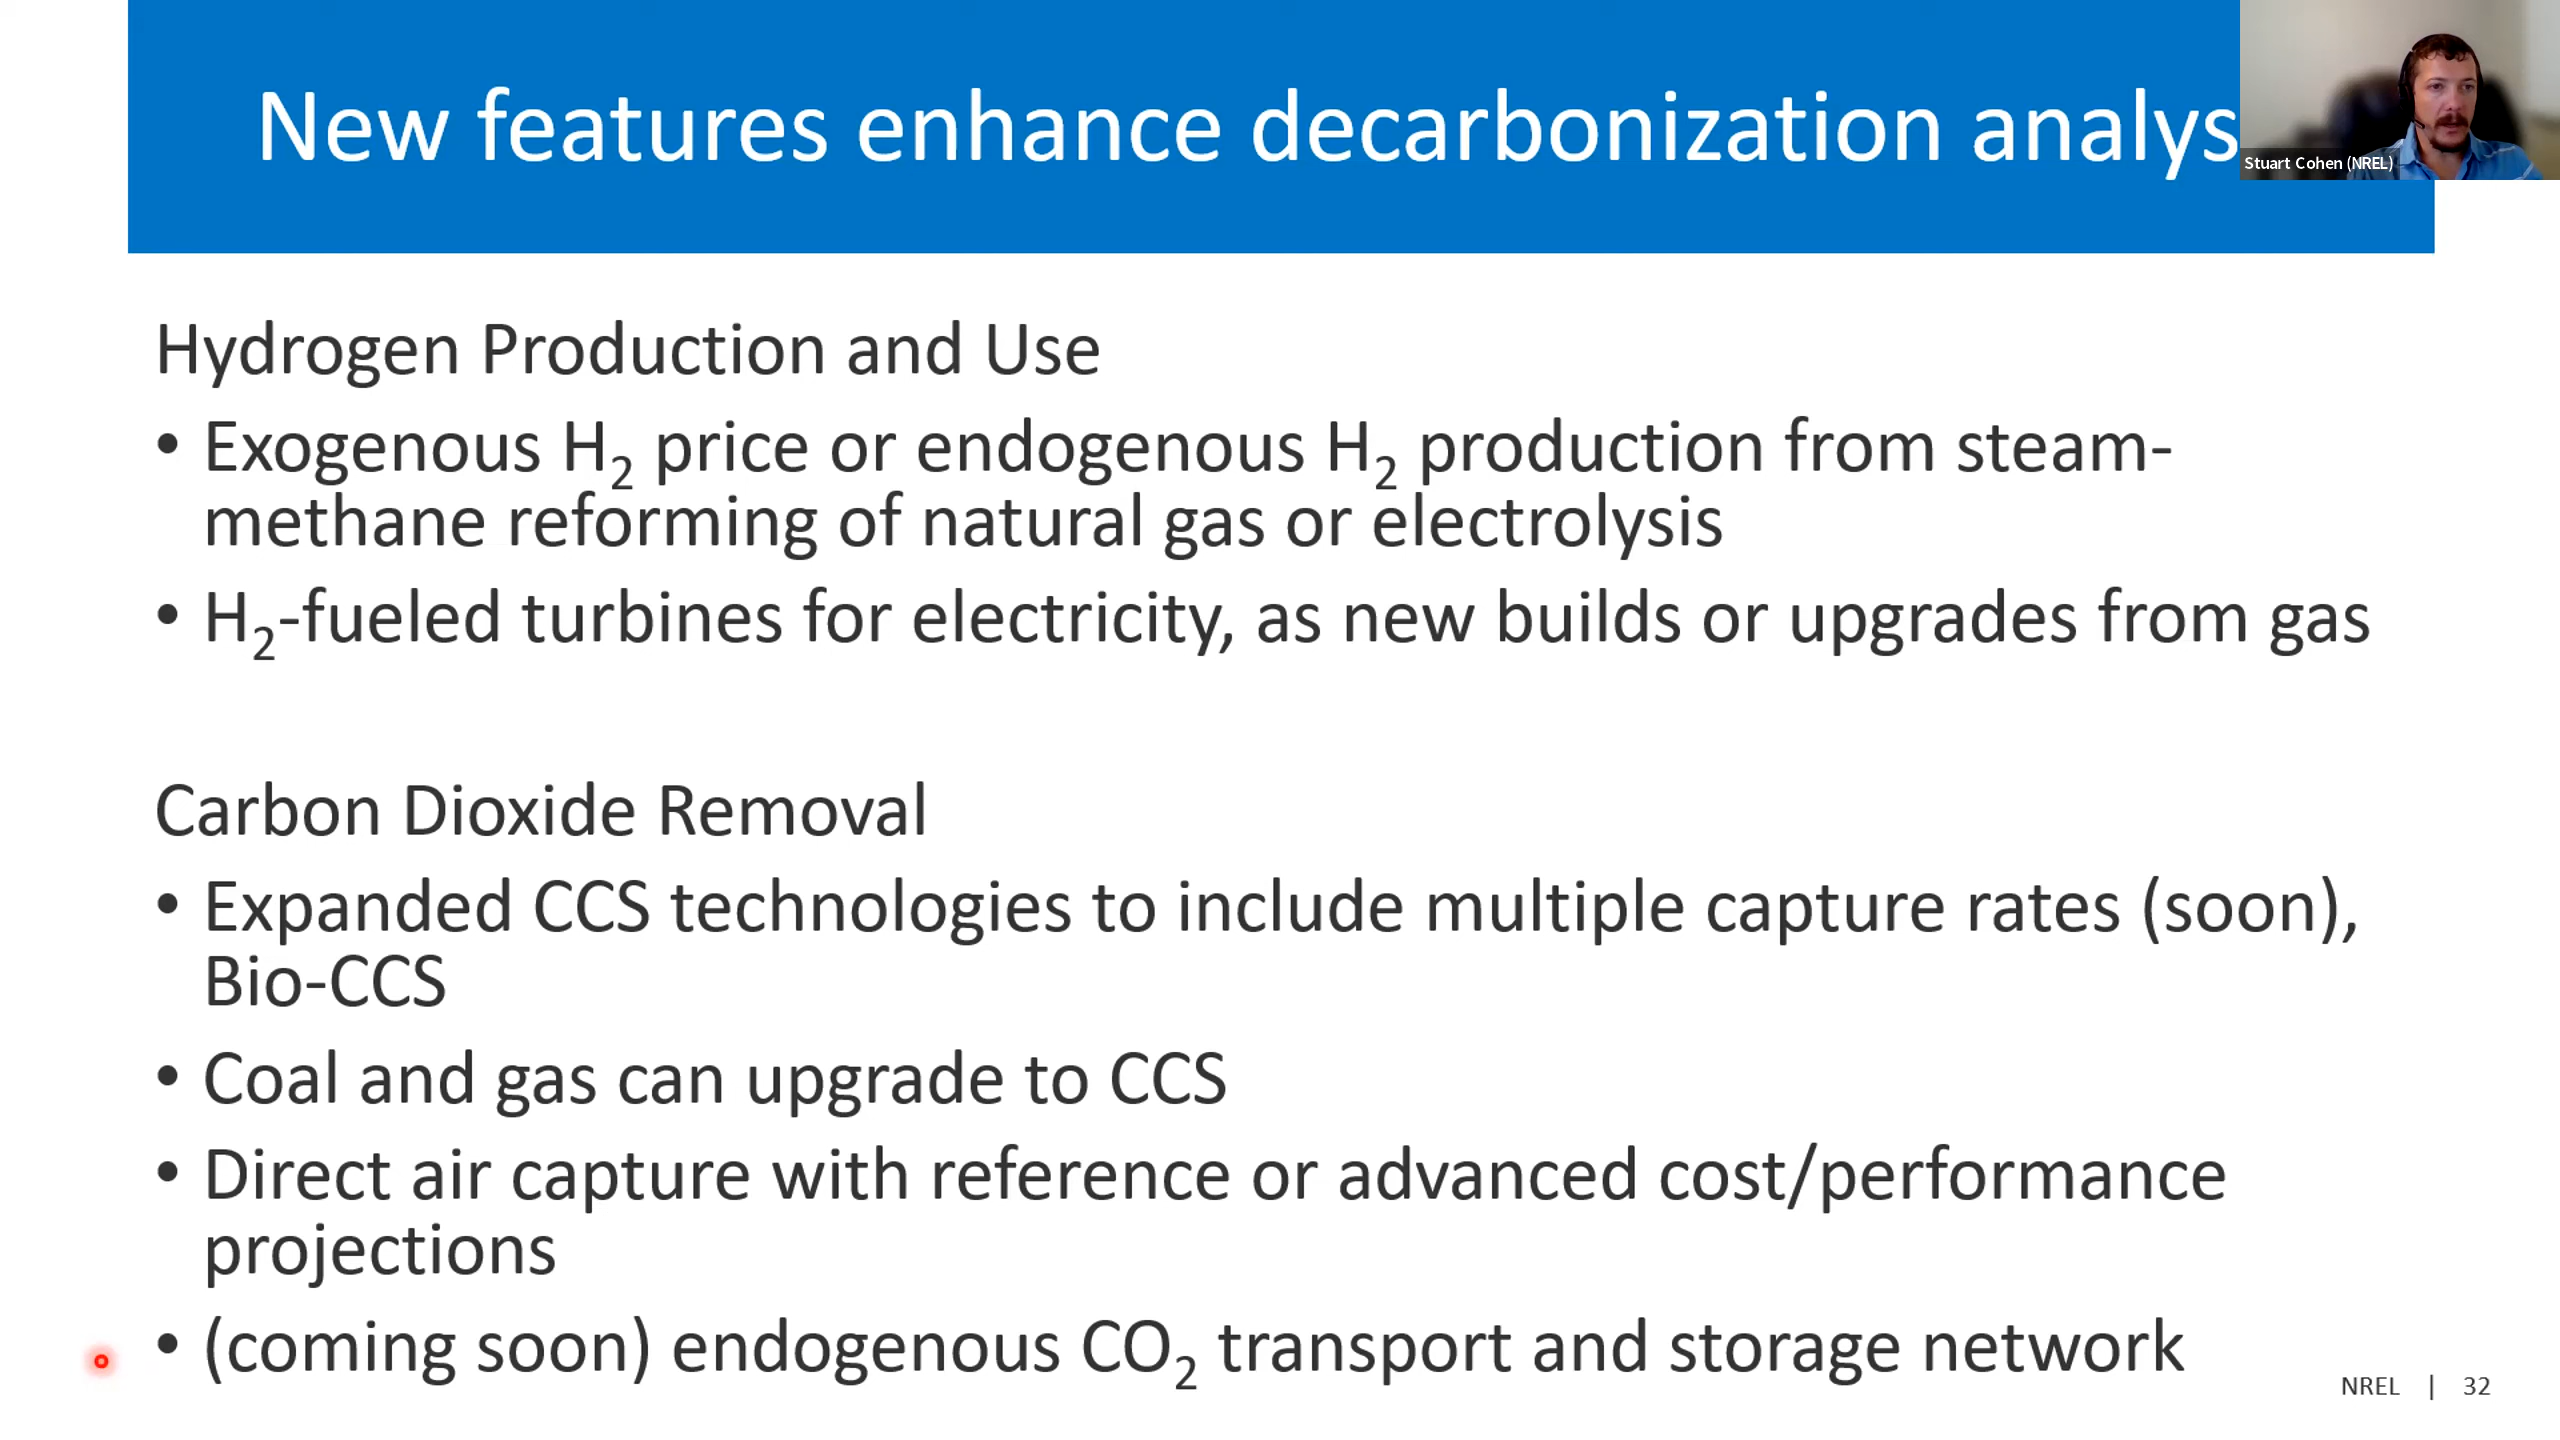 New features enhance decarbonization analys
Stuart Cohen (NREL)
Hydrogen Production and Use
• Exogenous H₂ price or endogenous H₂ production from steam-
methane reforming of natural gas or electrolysis
• H₂-fueled turbines for electricity, as new builds or upgrades from gas
Carbon Dioxide Removal
• Expanded CCS technologies to include multiple capture rates (soon),
Bio-CCS
• Coal and gas can upgrade to CCS
• Direct air capture with reference or advanced cost/performance
projections
• (coming soon) endogenous CO₂ transport and storage network
NREL | 32